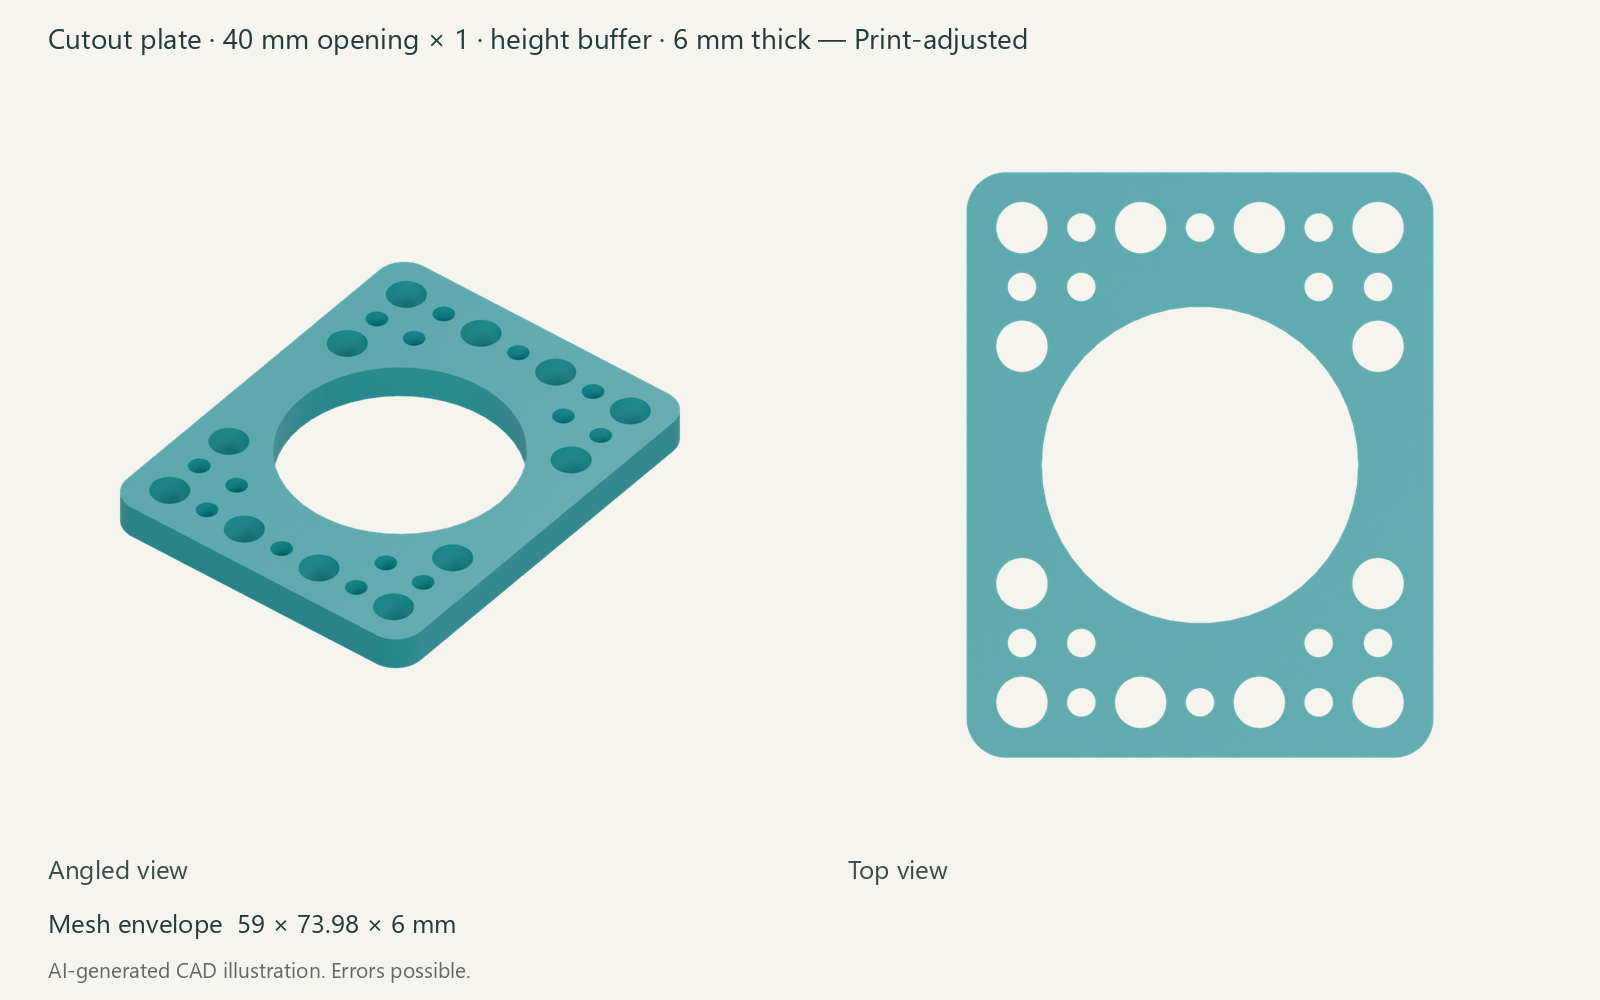 Cutout plate · 40 mm opening × 1 · height buffer · 6 mm thick — Print-adjusted
Angled view
Top view
Mesh envelope 59 × 73.98 × 6 mm
AI-generated CAD illustration. Errors possible.